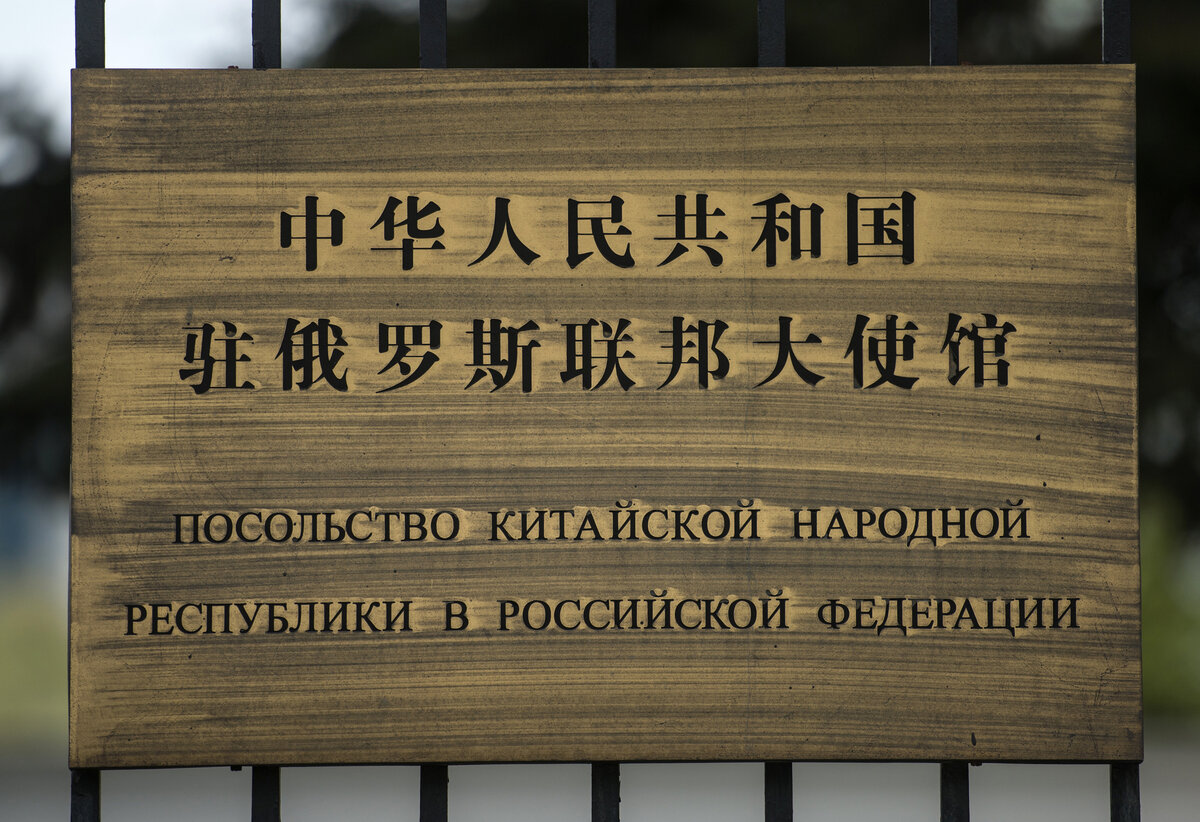 中华人民共和国
驻俄罗斯联邦大使馆
ПОСОЛЬСТВО КИТАЙСКОЙ НАРОДНОЙ
РЕСПУБЛИКИ В РОССИЙСКОЙ ФЕДЕРАЦИИ